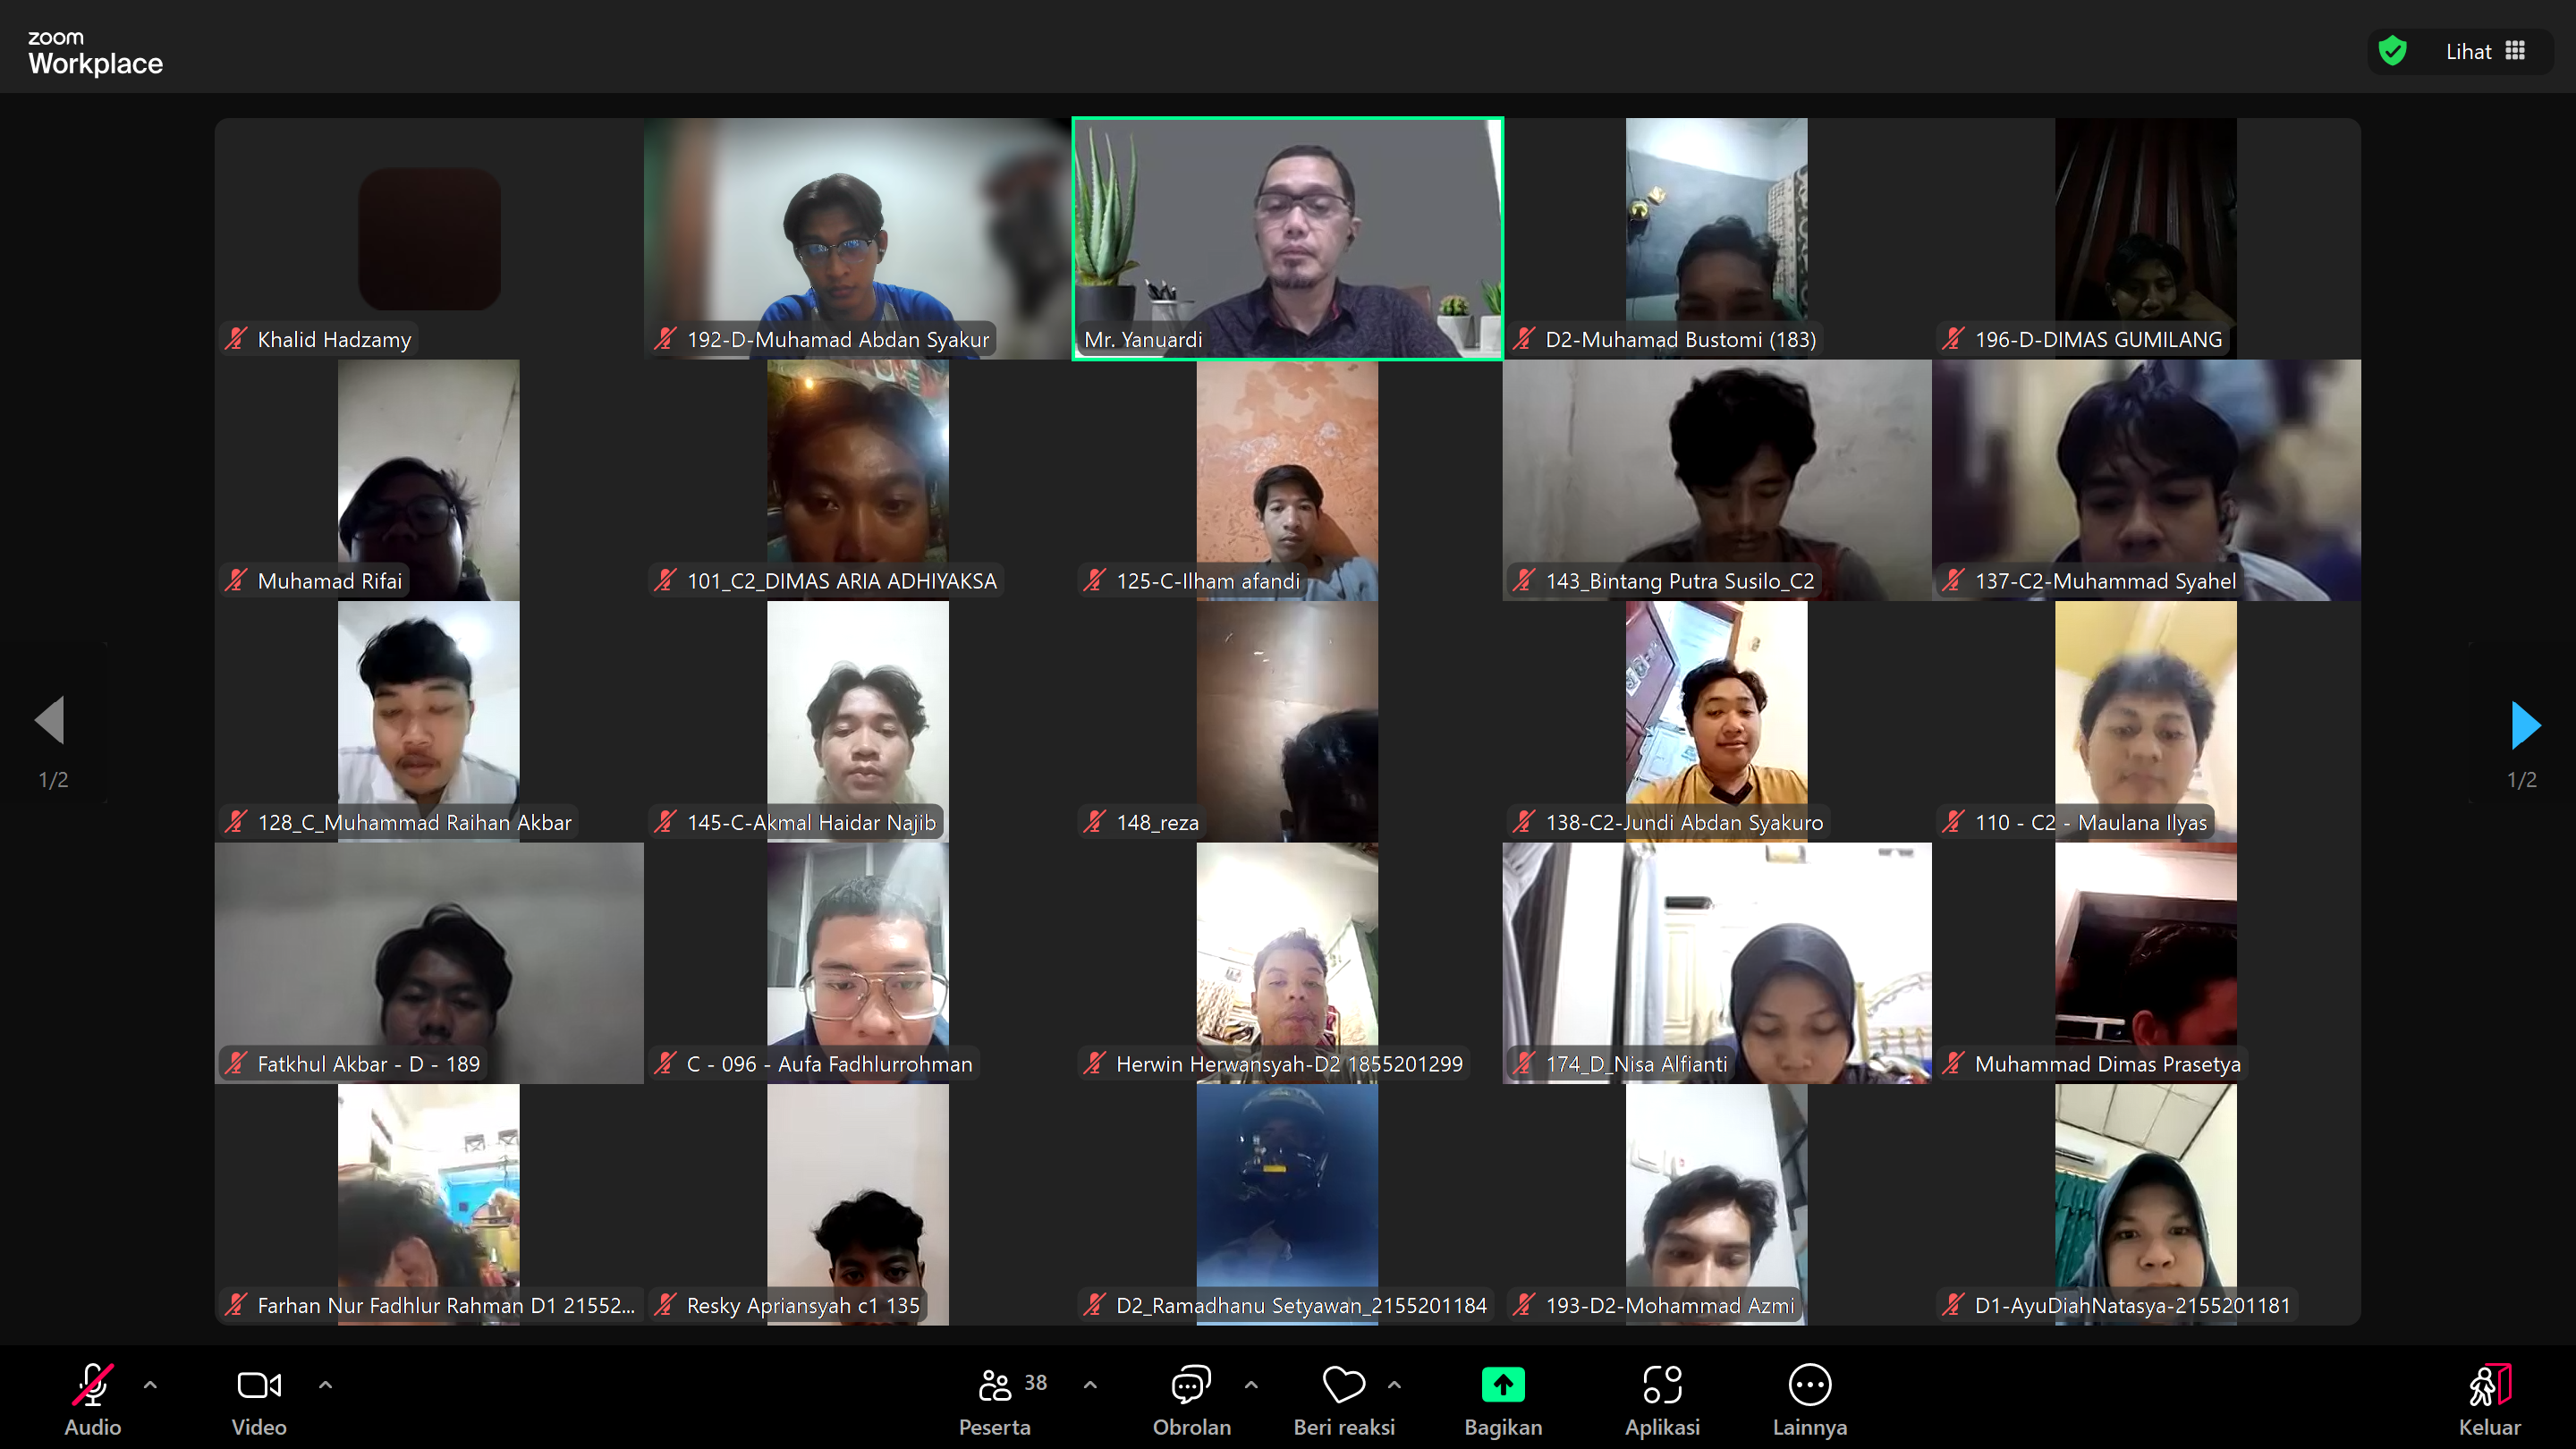 zoom
Workplace
Lihat
Khalid Hadzamy
192-D-Muhamad Abdan Syakur
Mr. Yanuardi
D2-Muhamad Bustomi (183)
196-D-DIMAS GUMILANG
Muhamad Rifai
101_C2_DIMAS ARIA ADHIYAKSA
125-C-Ilham afandi
143_Bintang Putra Susilo_C2
137-C2-Muhammad Syahel
1/2
1/2
128_C_Muhammad Raihan Akbar
145-C-Akmal Haidar Najib
148_reza
138-C2-Jundi Abdan Syakuro
110 - C2 - Maulana Ilyas
Fatkhul Akbar - D - 189
C - 096 - Aufa Fadhlurrohman
Herwin Herwansyah-D2 1855201299
174_D_Nisa Alfianti
Muhammad Dimas Prasetya
Farhan Nur Fadhlur Rahman D1 21552...
Resky Apriansyah c1 135
D2_Ramadhanu Setyawan_2155201184
193-D2-Mohammad Azmi
D1-AyuDiahNatasya-2155201181
Audio
Video
38
Peserta
Obrolan
Beri reaksi
Bagikan
Aplikasi
Lainnya
Keluar